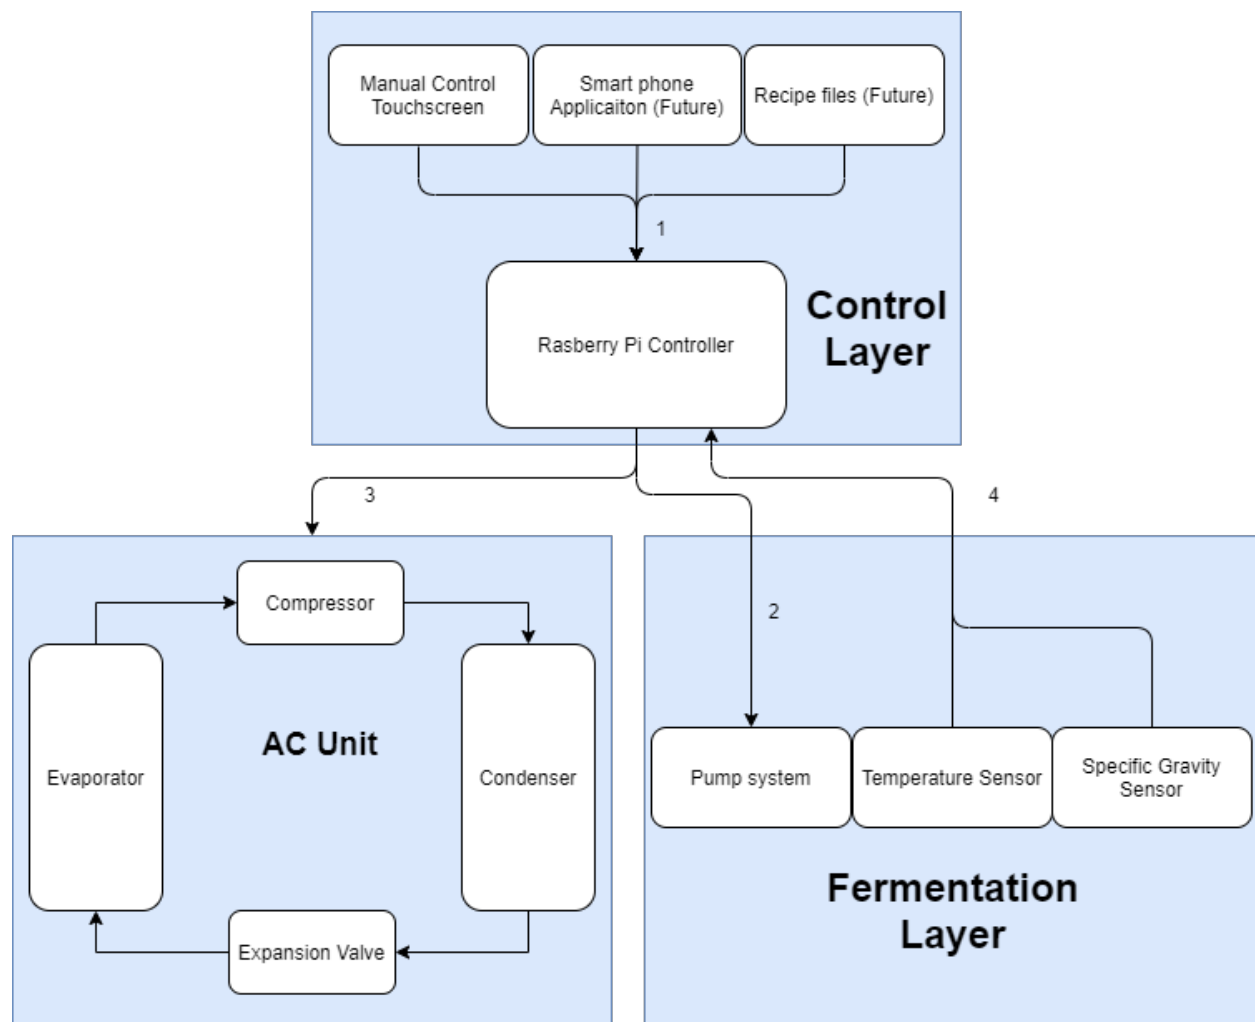 Manual Control
Touchscreen
Smart phone
Applicaiton (Future)
Recipe files (Future)
1
Rasberry Pi Controller
Control
Layer
3
4
2
Compressor
Evaporator
AC Unit
Condenser
Expansion Valve
Pump system
Temperature Sensor
Specific Gravity
Sensor
Fermentation
Layer